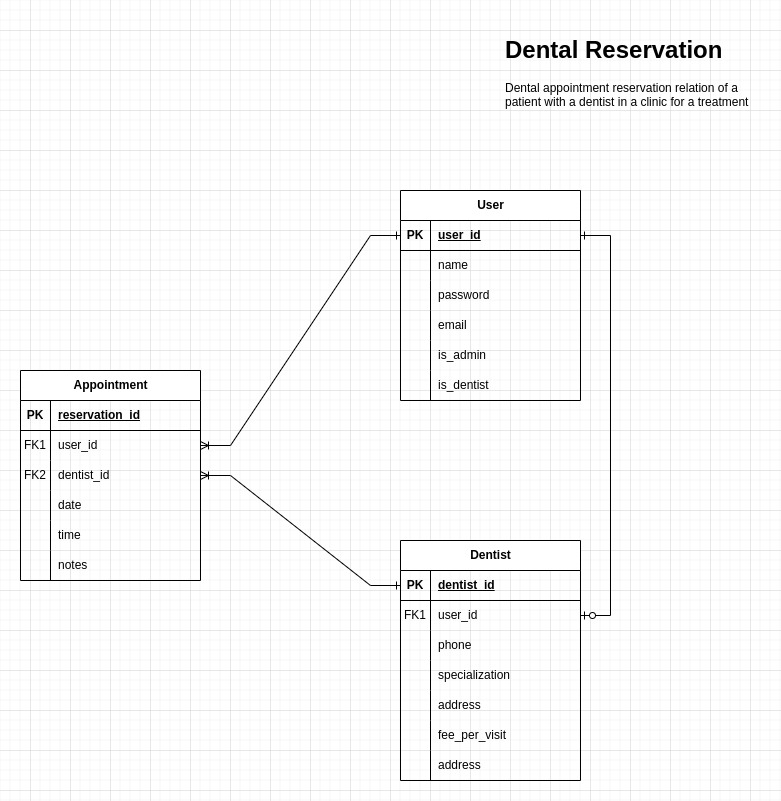 Dental Reservation
Dental appointment reservation relation of a
patient with a dentist in a clinic for a treatment
User
PK user_id
name
password
email
is_admin
is_dentist
Appointment
PK reservation_id
FK1 user_id
FK2 dentist_id
date
time
notes
Dentist
PK dentist_id
FK1 user_id
phone
specialization
address
fee_per_visit
address